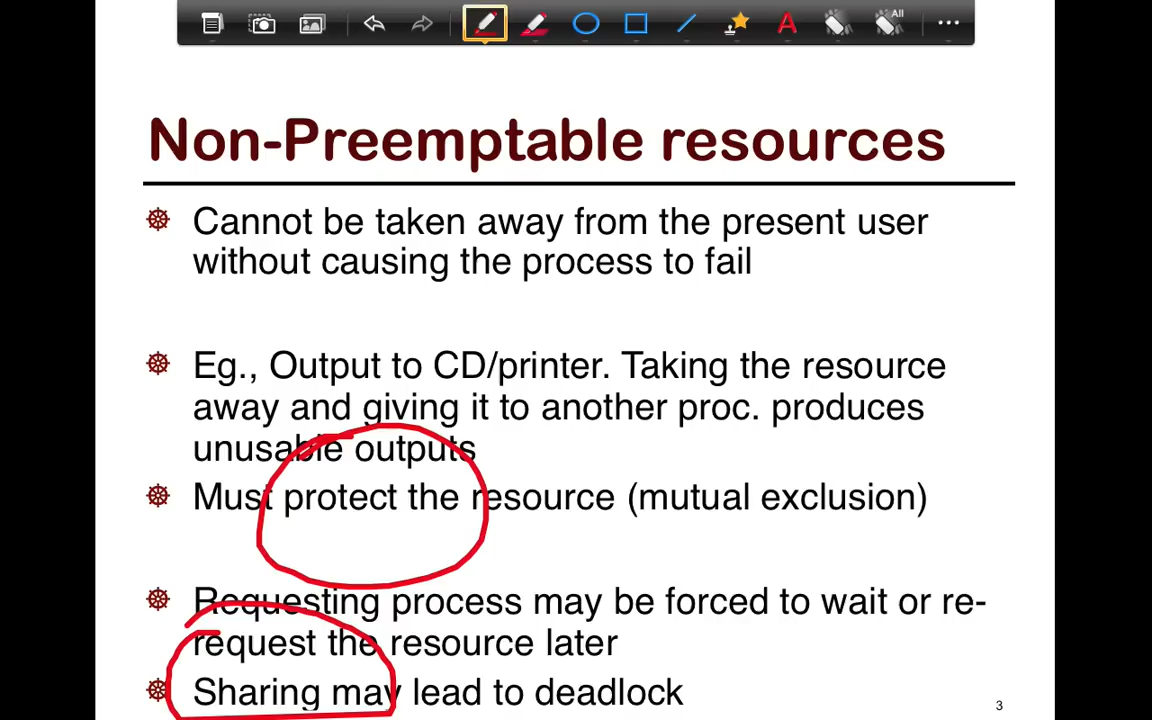 A
All
Non-Preemptable resources
Cannot be taken away from the present user
without causing the process to fail
Eg., Output to CD/printer. Taking the resource
away and giving it to another proc. produces
unusable outputs
Must protect the resource (mutual exclusion)
Requesting process may be forced to wait or re-
request the resource later
Sharing may lead to deadlock
3